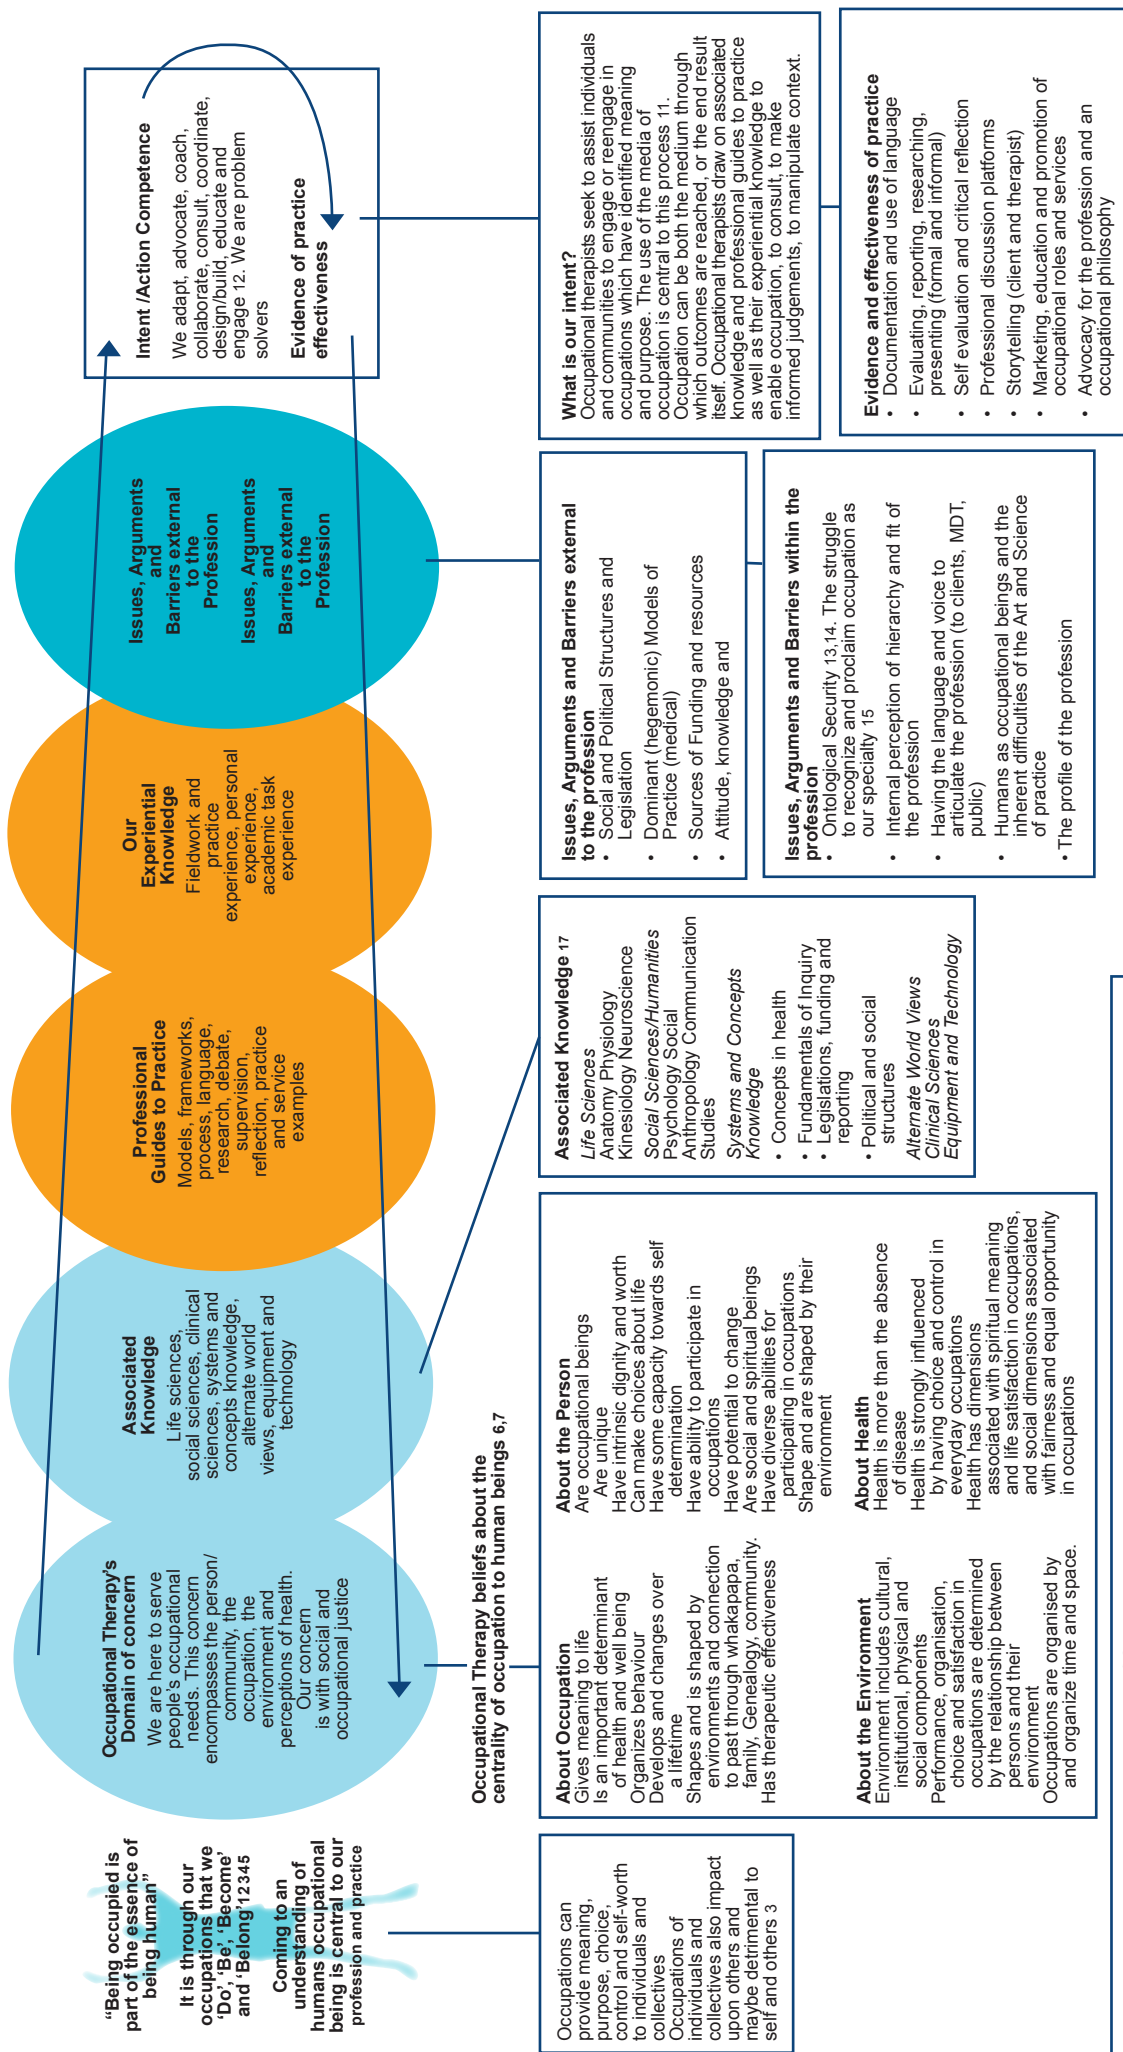 "Being occupied is
part of the essence of
being human"
It is through our
occupations that we
'Do', 'Be', 'Become'
and 'Belong'12345
Coming to an
understanding of
humans occupational
being is central to our
profession and practice
Occupational Therapy's
Domain of concern
We are here to serve
people's occupational
needs. This concern
encompasses the person/
community, the
occupation, the
environment and
perceptions of health.
Our concern
is with social and
occupational justice
Associated
Knowledge
Life sciences,
social sciences, clinical
sciences, systems and
concepts knowledge,
alternate world
views, equipment and
technology
Professional
Guides to Practice
Models, frameworks,
process, language,
research, debate,
supervision,
reflection, practice
and service
examples
Our
Experiential
Knowledge
Fieldwork and
practice
experience, personal
experience,
academic task
experience
Issues, Arguments
and
Barriers external
to the
Profession
Issues, Arguments
and
Barriers external
to the
Profession
Intent /Action Competence
We adapt, advocate, coach,
collaborate, consult, coordinate,
design/build, educate and
engage 12. We are problem
solvers
Evidence of practice
effectiveness
Occupations can
provide meaning,
purpose, choice,
control and self-worth
to individuals and
collectives
Occupations of
individuals and
collectives also impact
upon others and
maybe detrimental to
self and others 3
Occupational Therapy beliefs about the
centrality of occupation to human beings 6,7
About Occupation
Gives meaning to life
Is an important determinant
of health and well being
Organizes behaviour
Develops and changes over
a lifetime
Shapes and is shaped by
environments and connection
to past through whakapapa,
family. Genealogy, community.
Has therapeutic effectiveness
About the Person
Are occupational beings
Are unique
Have intrinsic dignity and worth
Can make choices about life
Have some capacity towards self
determination
Have ability to participate in
occupations
Have potential to change
Are social and spiritual beings
Have diverse abilities for
participating in occupations
Shape and are shaped by their
environment
About the Environment
Environment includes cultural,
institutional, physical and
social components
Performance, organisation,
choice and satisfaction in
occupations are determined
by the relationship between
persons and their
environment
Occupations are organised by
and organize time and space.
About Health
Health is more than the absence
of disease
Health is strongly influenced
by having choice and control in
everyday occupations
Health has dimensions
associated with spiritual meaning
and life satisfaction in occupations,
and social dimensions associated
with fairness and equal opportunity
in occupations
Associated Knowledge 17
Life Sciences
Anatomy Physiology
Kinesiology Neuroscience
Social Sciences/Humanities
Psychology Social
Anthropology Communication
Studies
Systems and Concepts
Knowledge
• Concepts in health
• Fundamentals of Inquiry
• Legislations, funding and
reporting
• Political and social
structures
Alternate World Views
Clinical Sciences
Equipment and Technology
Issues, Arguments and Barriers external
to the profession
• Social and Political Structures and
Legislation
• Dominant (hegemonic) Models of
Practice (medical)
• Sources of Funding and resources
• Attitude, knowledge and
Issues, Arguments and Barriers within the
profession
• Ontological Security 13,14. The struggle
to recognize and proclaim occupation as
our specialty 15
• Internal perception of hierarchy and fit of
the profession
• Having the language and voice to
articulate the profession (to clients, MDT,
public)
• Humans as occupational beings and the
inherent difficulties of the Art and Science
of practice
• The profile of the profession
What is our intent?
Occupational therapists seek to assist individuals
and communities to engage or reengage in
occupations which have identified meaning
and purpose. The use of the media of
occupation is central to this process 11.
Occupation can be both the medium through
which outcomes are reached, or the end result
itself. Occupational therapists draw on associated
knowledge and professional guides to practice
as well as their experiential knowledge to
enable occupation, to consult, to make
informed judgements, to manipulate context.
Evidence and effectiveness of practice
• Documentation and use of language
• Evaluating, reporting, researching,
presenting (formal and informal)
• Self evaluation and critical reflection
• Professional discussion platforms
• Storytelling (client and therapist)
• Marketing, education and promotion of
occupational roles and services
• Advocacy for the profession and an
occupational philosophy